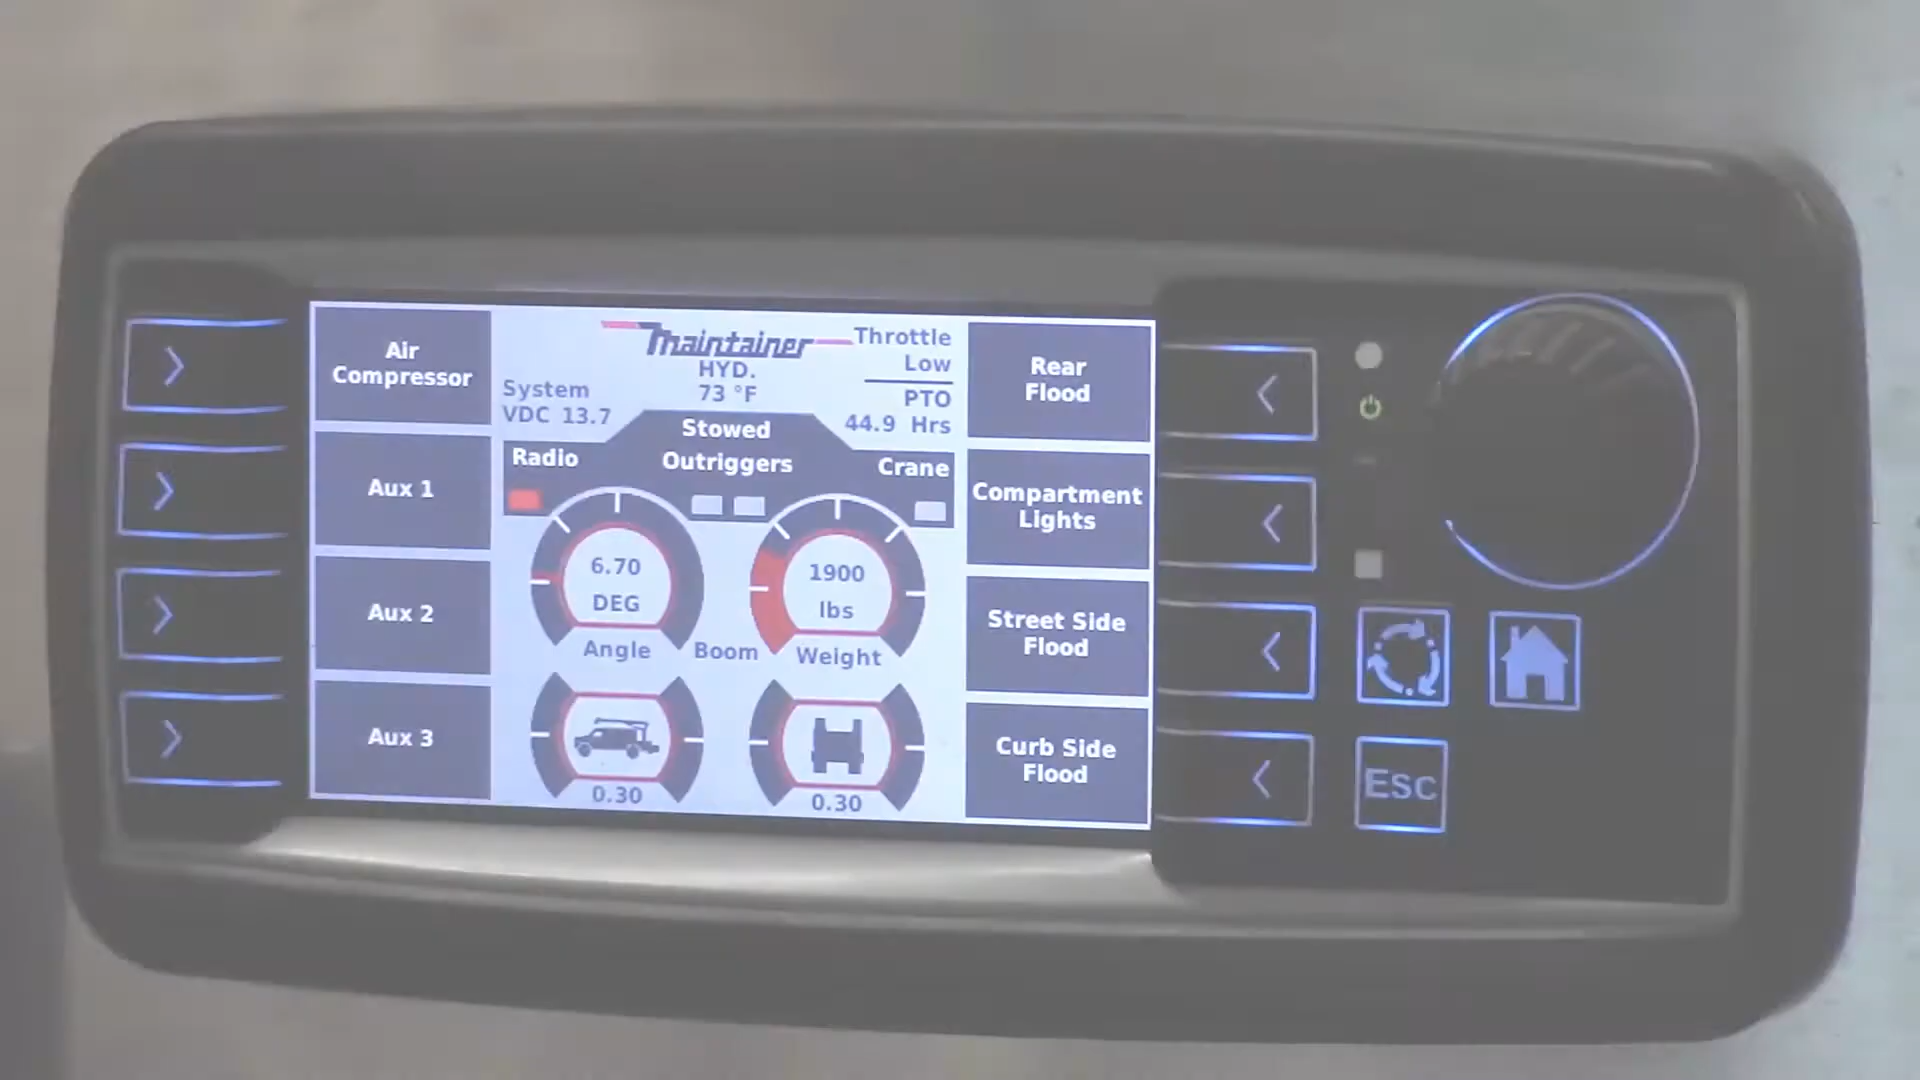 Air
Compressor
Aux 1
Aux 2
Aux 3
Maintainer
HYD.
73 °F
System
VDC 13.7
Throttle
Low
PTO
44.9 Hrs
Stowed
Outriggers
Radio
Crane
6.70
DEG
Angle
Boom
1900
lbs
Weight
0.30
0.30
Rear
Flood
Compartment
Lights
Street Side
Flood
Curb Side
Flood
ESC